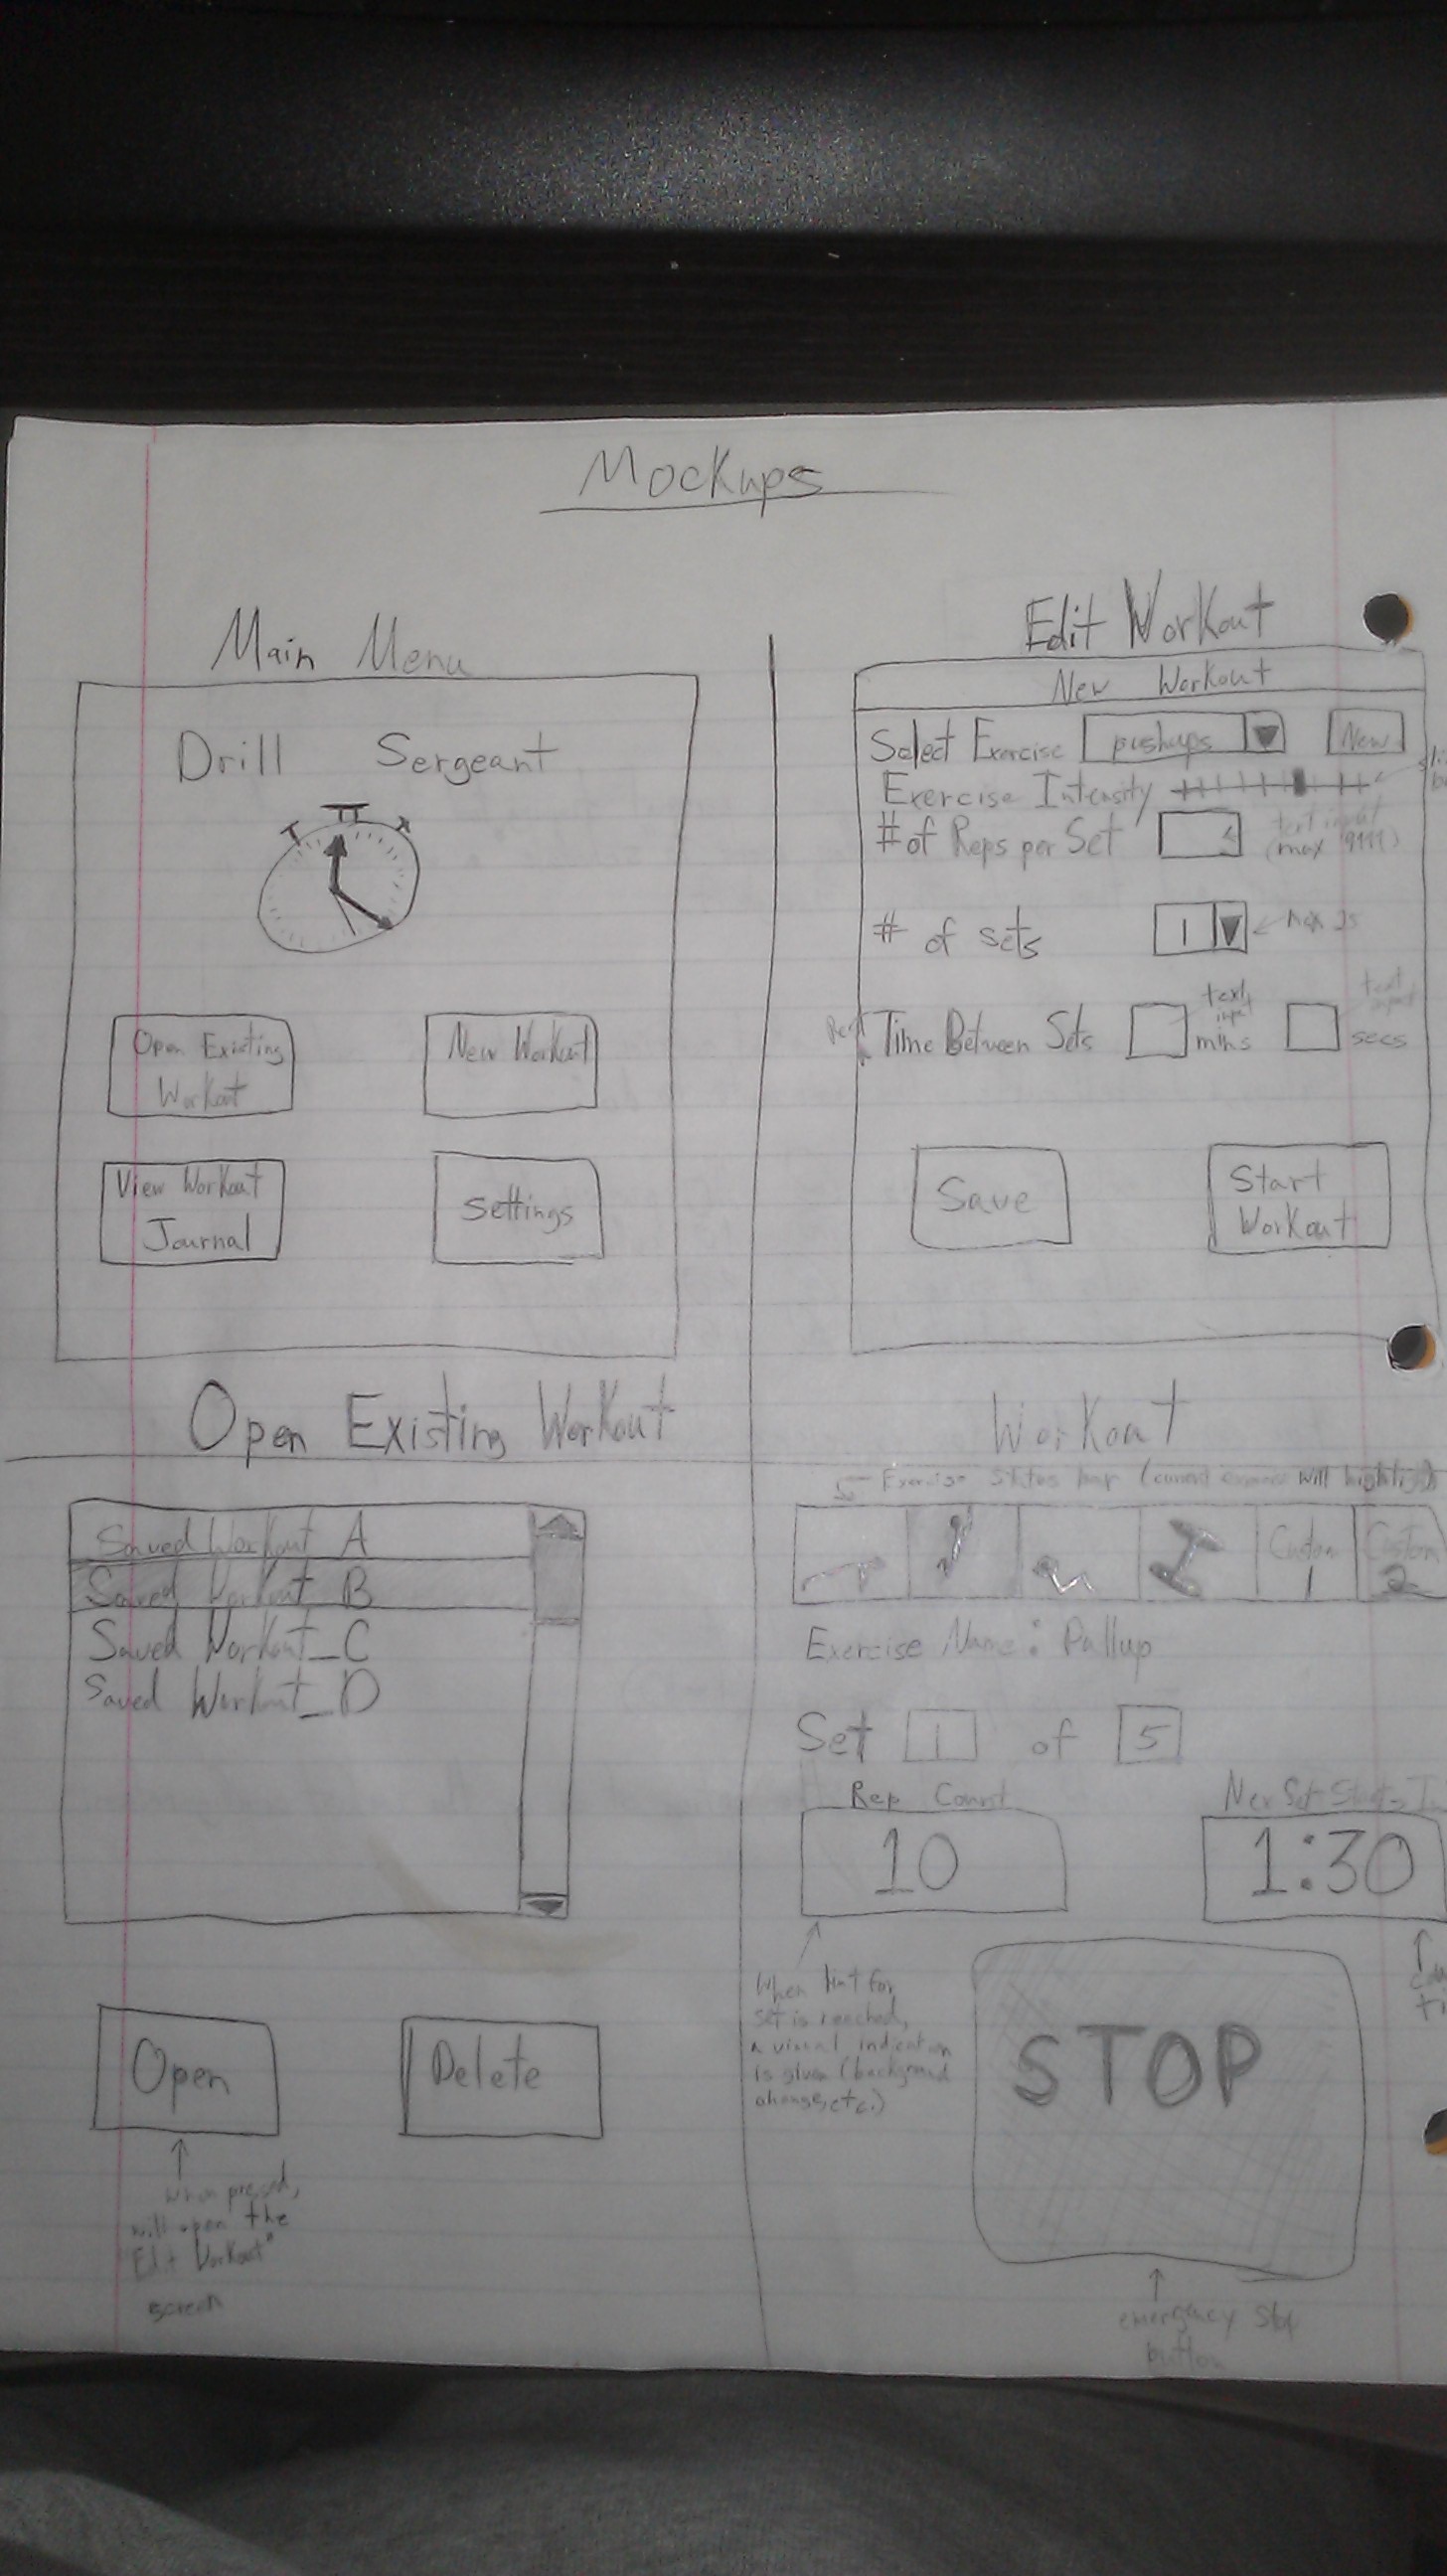 Mockups
Main Menu
Drill Sergeant
Open Existing
Workout
New Workout
View Workout
Journal
Settings
Edit Workout
New Workout
Select Exercise pushups New
Exercise Intensity
# of Reps per Set text input
(max
# of sets 1
Time Between Sets text input mins text input secs
Save
Start
Workout
Open Existing Workout
Saved Workout_A
Saved Workout_B
Saved Workout_C
Saved Workout_D
Open
Delete
when pressed,
will open the
"Edit Workout"
screen
Workout
Exercise Status bar (current exercise will highlight
Custom
1
Custom
2
Exercise Name: Pullup
Set 1 of 5
Rep Count
10
Next Set Starts In
1:30
When limit for
set is reached,
a visual indication
is given (background
change, etc.)
STOP
emergency stop
button